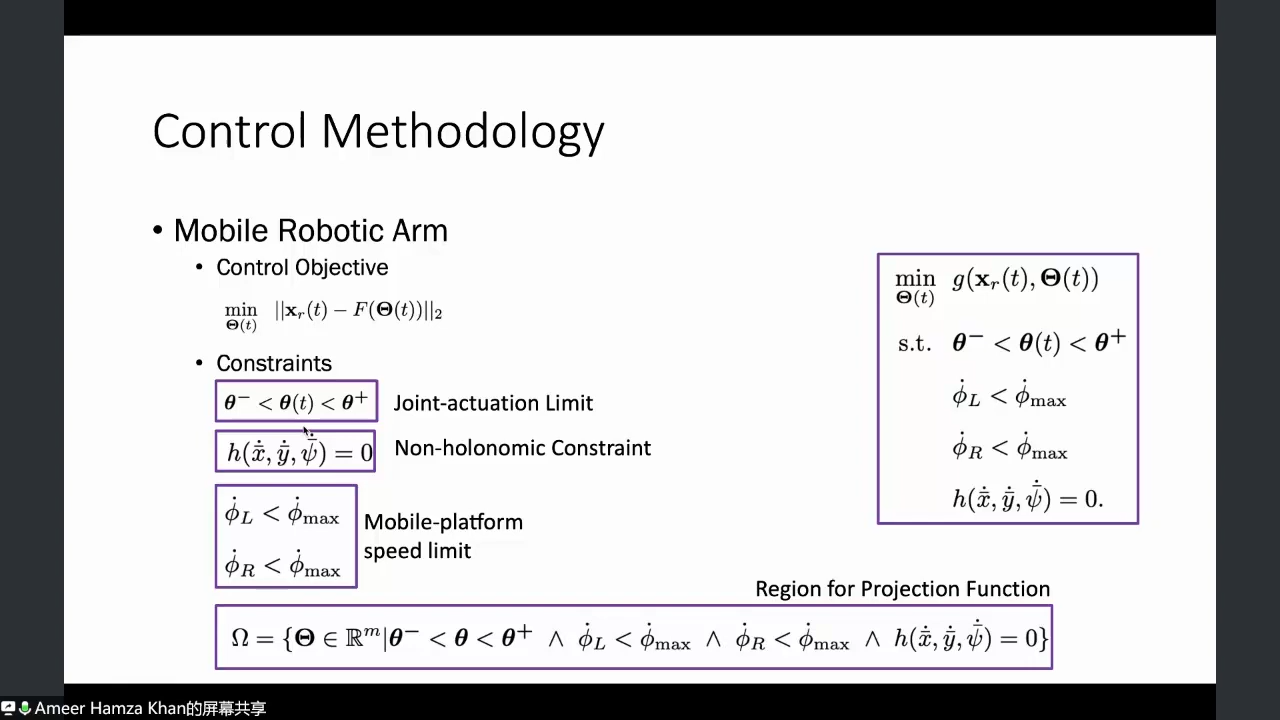 Control Methodology
• Mobile Robotic Arm
• Control Objective
min_{Θ(t)} ||x_r(t) − F(Θ(t))||_2
• Constraints
θ⁻ < θ(t) < θ⁺ Joint-actuation Limit
h(ẋ̄, ẏ̄, ψ̄̇) = 0 Non-holonomic Constraint
φ̇_L < φ̇_max
φ̇_R < φ̇_max
Mobile-platform
speed limit
min_{Θ(t)} g(x_r(t), Θ(t))
s.t. θ⁻ < θ(t) < θ⁺
φ̇_L < φ̇_max
φ̇_R < φ̇_max
h(ẋ̄, ẏ̄, ψ̄̇) = 0.
Region for Projection Function
Ω = {Θ ∈ ℝ^m | θ⁻ < θ < θ⁺ ∧ φ̇_L < φ̇_max ∧ φ̇_R < φ̇_max ∧ h(ẋ̄, ẏ̄, ψ̄̇) = 0}
Ameer Hamza Khan的屏幕共享